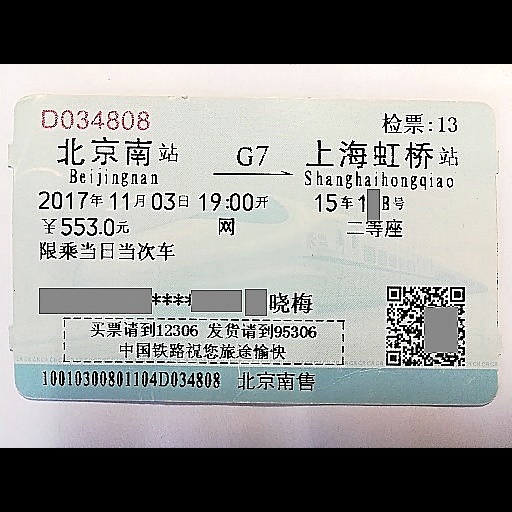 D034808 检票:13
北京南站 G7 上海虹桥站
Beijingnan Shanghaihongqiao
2017年11月03日 19:00开 15车1 B号
￥553.0元 网 二等座
限乘当日当次车
**** 晓梅
买票请到12306 发货请到95306
中国铁路祝您旅途愉快
10010300801104D034808 北京南售